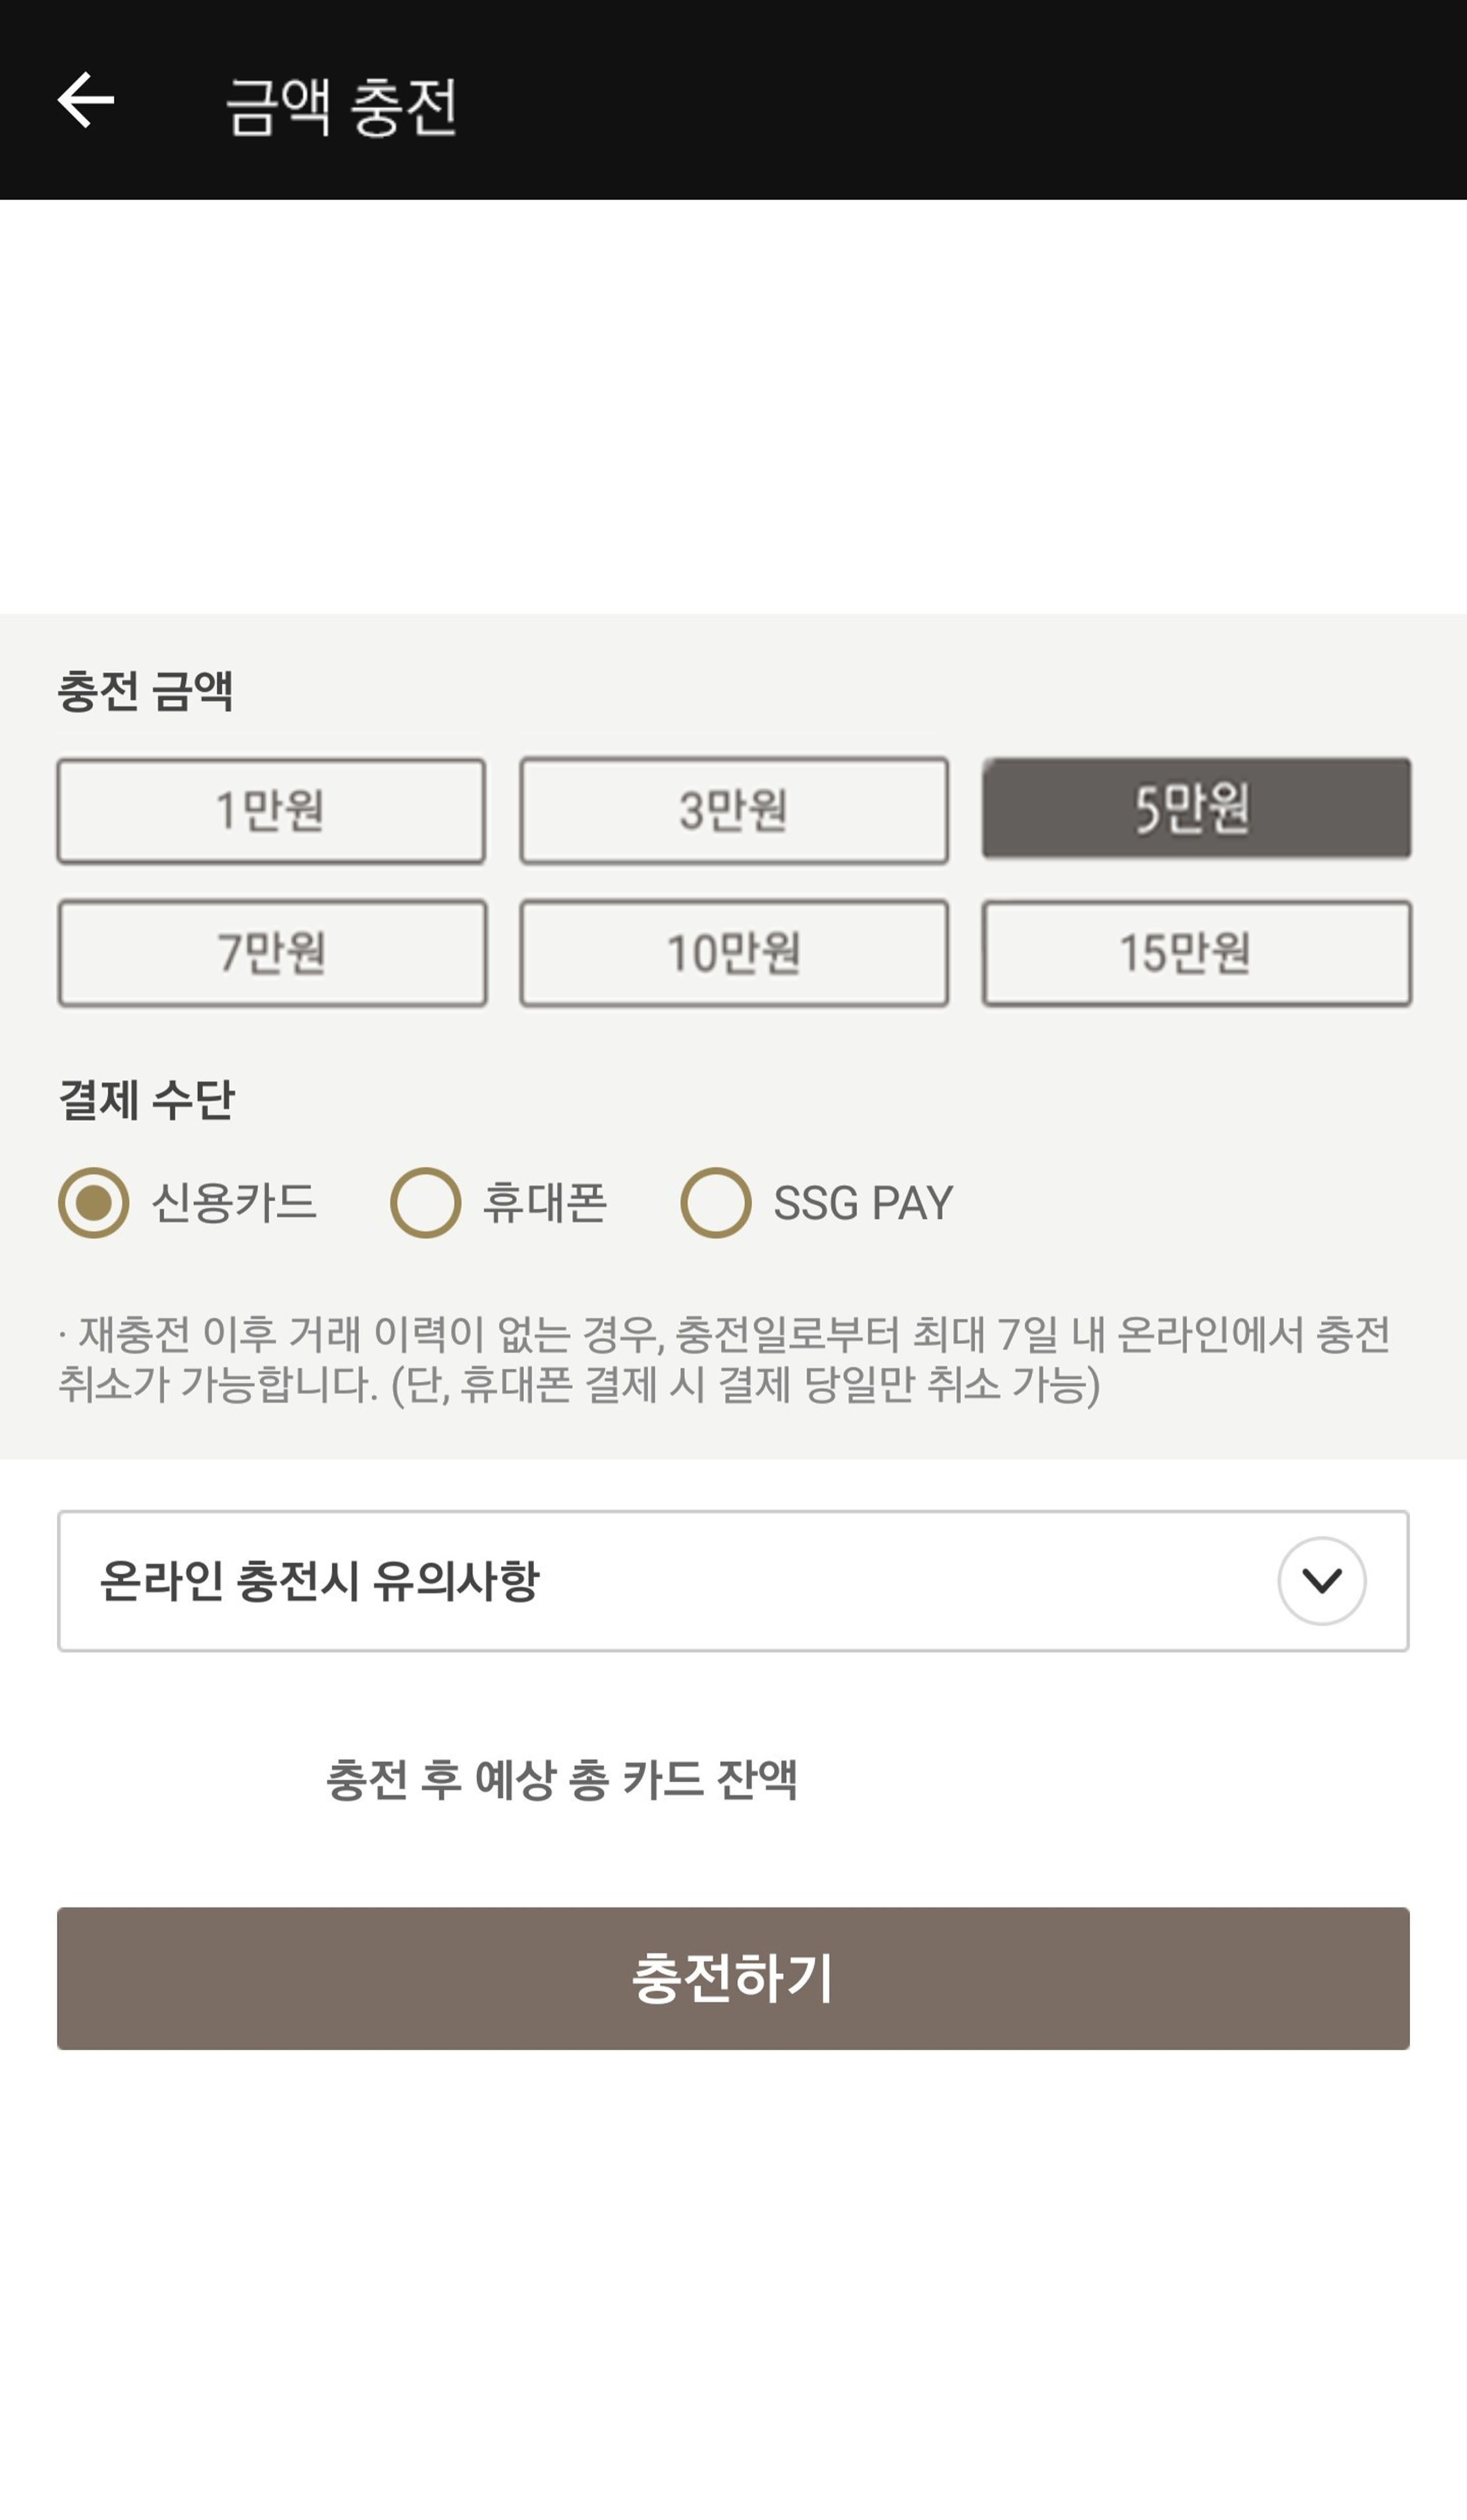 금액 충전
충전 금액
1만원 3만원 5만원
7만원 10만원 15만원
결제 수단
신용카드 휴대폰 SSG PAY
· 재충전 이후 거래 이력이 없는 경우, 충전일로부터 최대 7일 내 온라인에서 충전
취소가 가능합니다.(단, 휴대폰 결제 시 결제 당월만 취소 가능)
온라인 충전시 유의사항
충전 후 예상 총 카드 잔액
충전하기